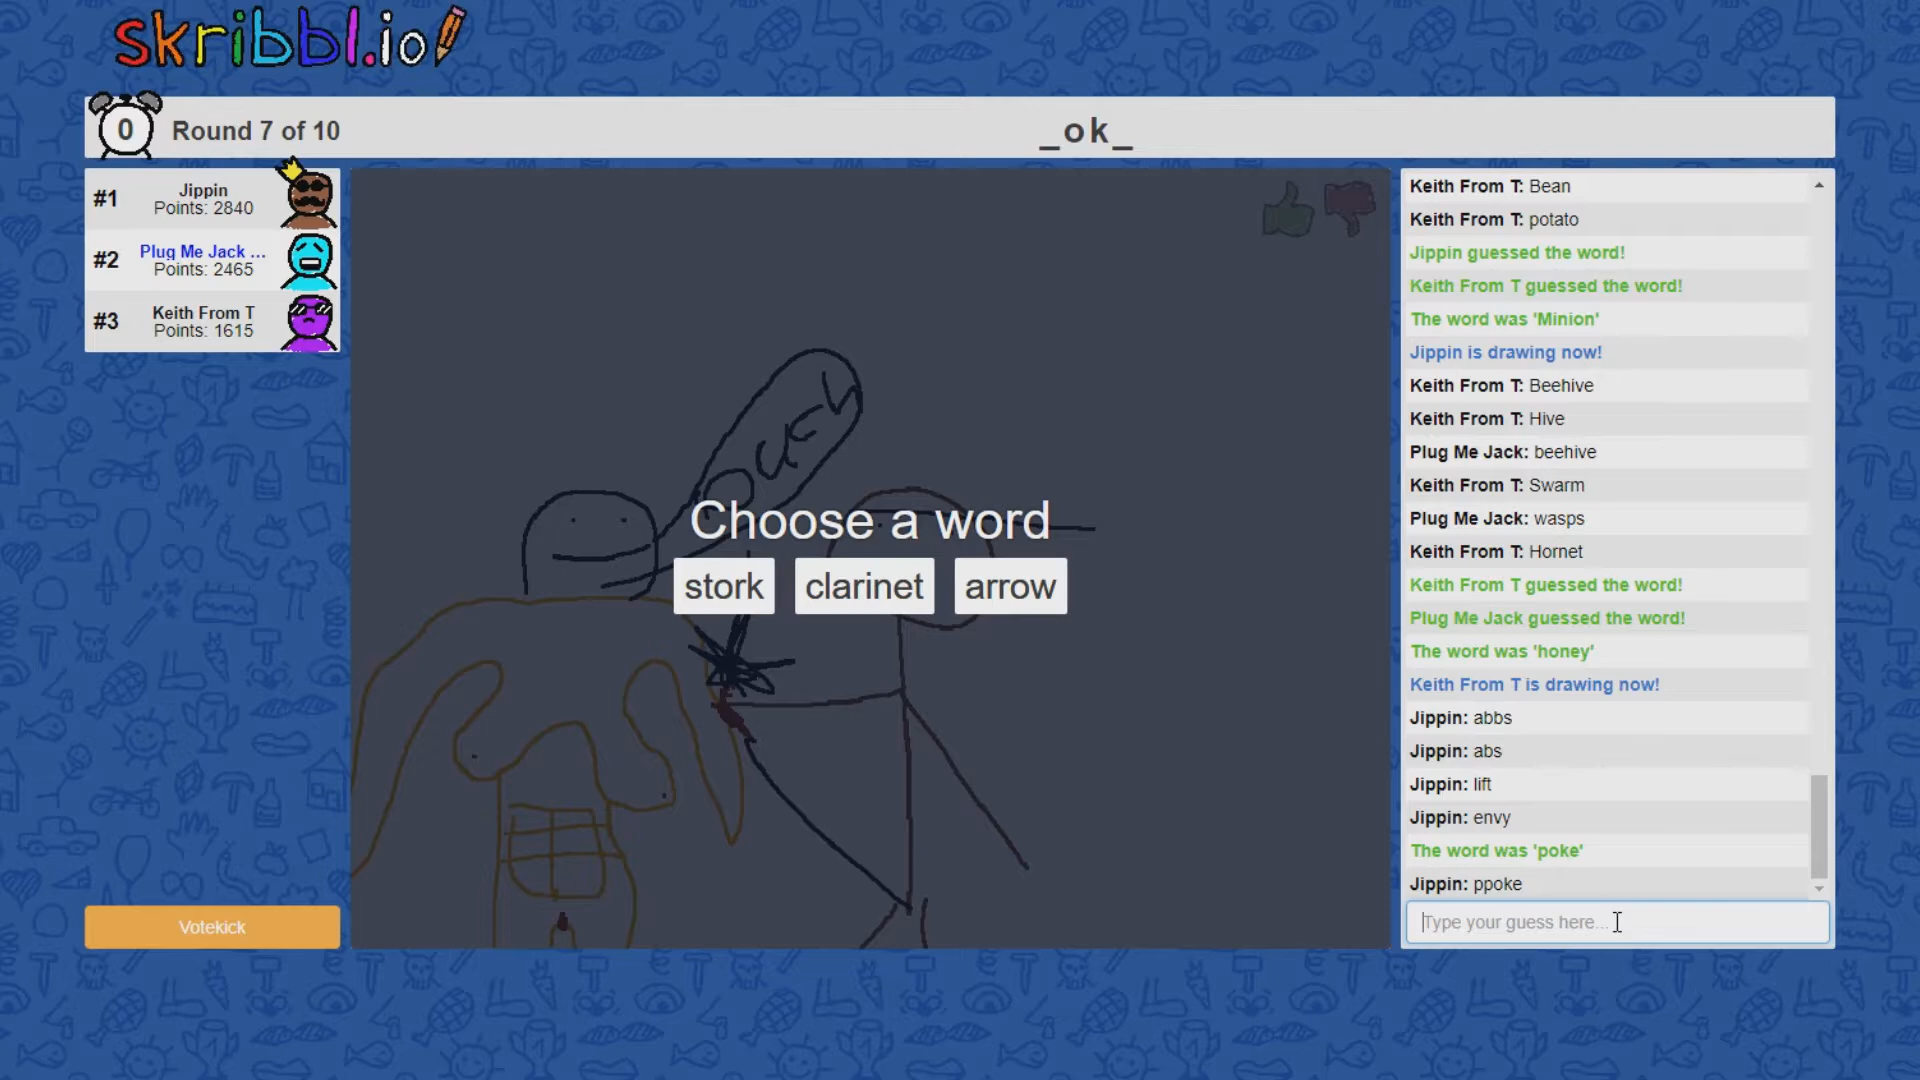 skribbl.io
0
Round 7 of 10
_ok_
#1
Jippin
Points: 2840
#2
Plug Me Jack ...
Points: 2465
#3
Keith From T
Points: 1615
Votekick
ouch
Choose a word
stork
clarinet
arrow
Keith From T: Bean
Keith From T: potato
Jippin guessed the word!
Keith From T guessed the word!
The word was 'Minion'
Jippin is drawing now!
Keith From T: Beehive
Keith From T: Hive
Plug Me Jack: beehive
Keith From T: Swarm
Plug Me Jack: wasps
Keith From T: Hornet
Keith From T guessed the word!
Plug Me Jack guessed the word!
The word was 'honey'
Keith From T is drawing now!
Jippin: abbs
Jippin: abs
Jippin: lift
Jippin: envy
The word was 'poke'
Jippin: ppoke
Type your guess here...